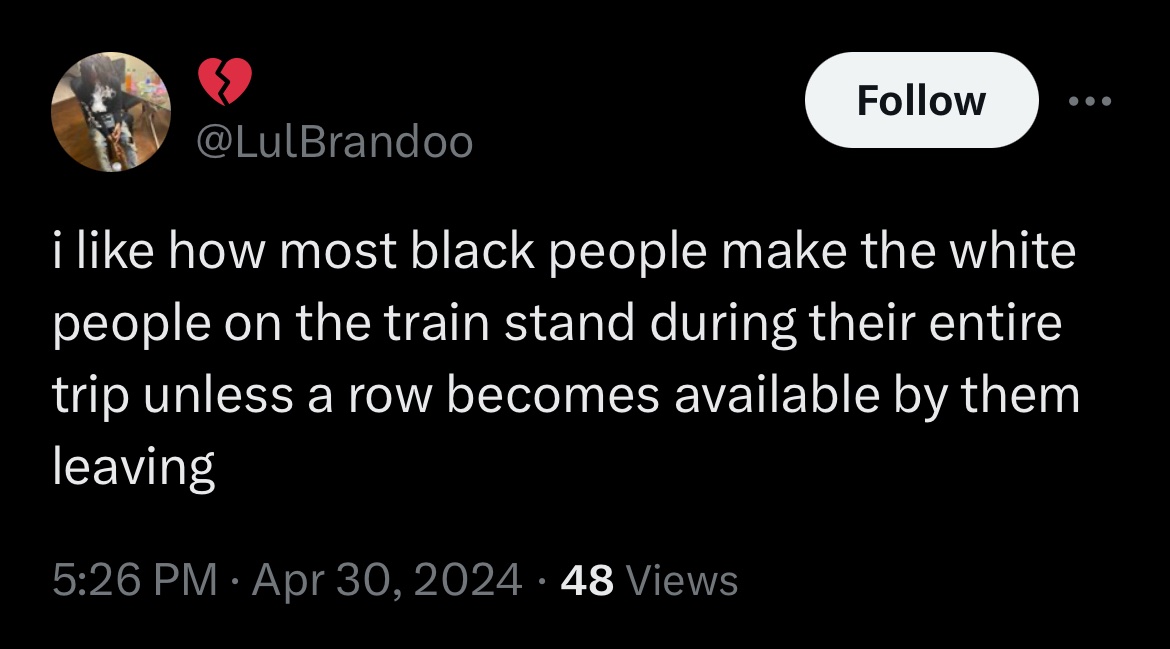 💔
@LulBrandoo
Follow
i like how most black people make the white
people on the train stand during their entire
trip unless a row becomes available by them
leaving
5:26 PM · Apr 30, 2024 · 48 Views